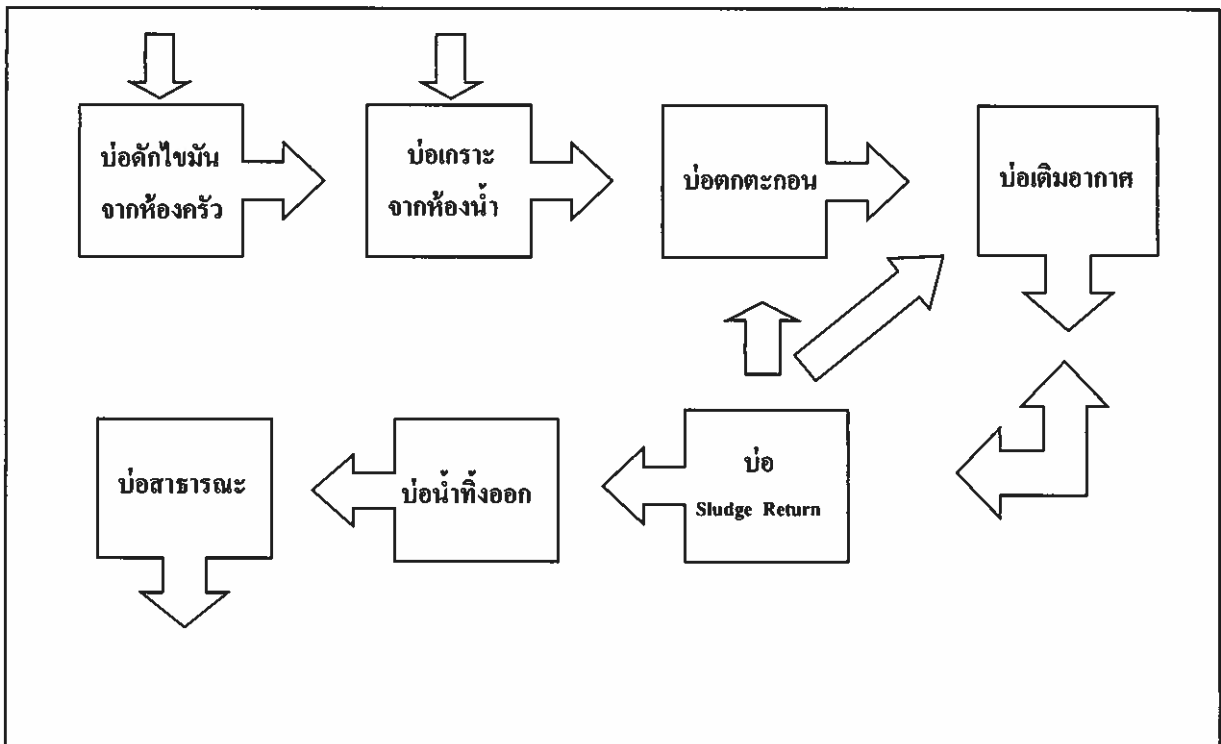 บ่อดักไขมัน
จากห้องครัว
บ่อเกราะ
จากห้องน้ำ
บ่อตกตะกอน
บ่อเติมอากาศ
บ่อสาธารณะ
บ่อน้ำทิ้งออก
บ่อ
Sludge Return